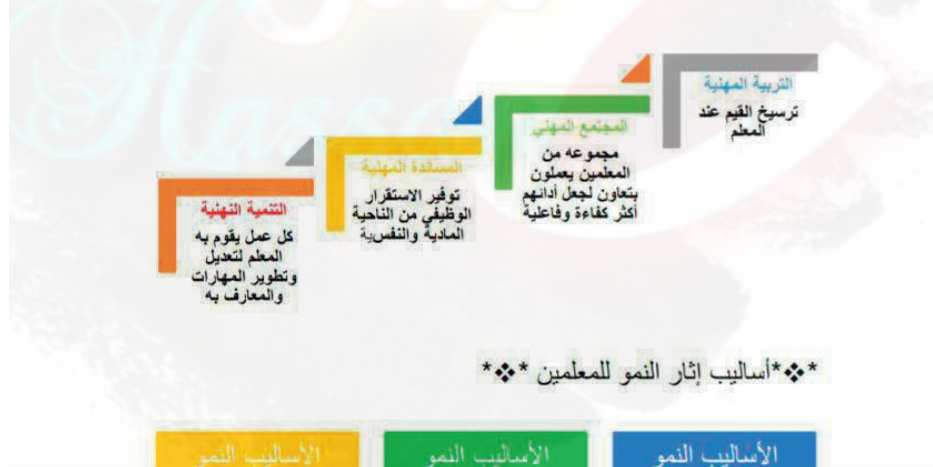 التربية المهنية
ترسيخ القيم عند
المعلم
المجتمع المهني
مجموعه من
المعلمين يعملون
بتعاون لجعل أدائهم
أكثر كفاءة وفاعلية
المساندة المهنية
توفير الاستقرار
الوظيفي من الناحية
المادية والنفسية
التنمية النهنية
كل عمل يقوم به
المعلم لتعديل
وتطوير المهارات
والمعارف به
*❖*أساليب إثار النمو للمعلمين *❖*
الأساليب النمو
الأساليب النمو
الأساليب النمو